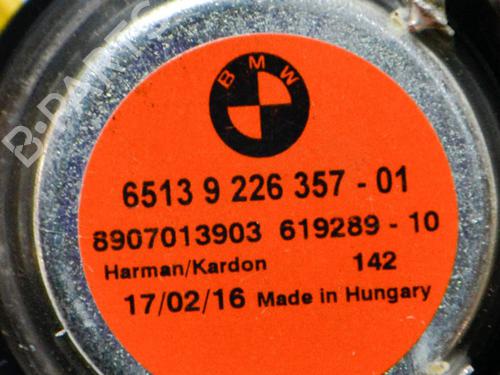 B-PARTS
BMW
6513 9 226 357 - 01
8907013903 619289 - 10
Harman/Kardon 142
17/02/16 Made in Hungary